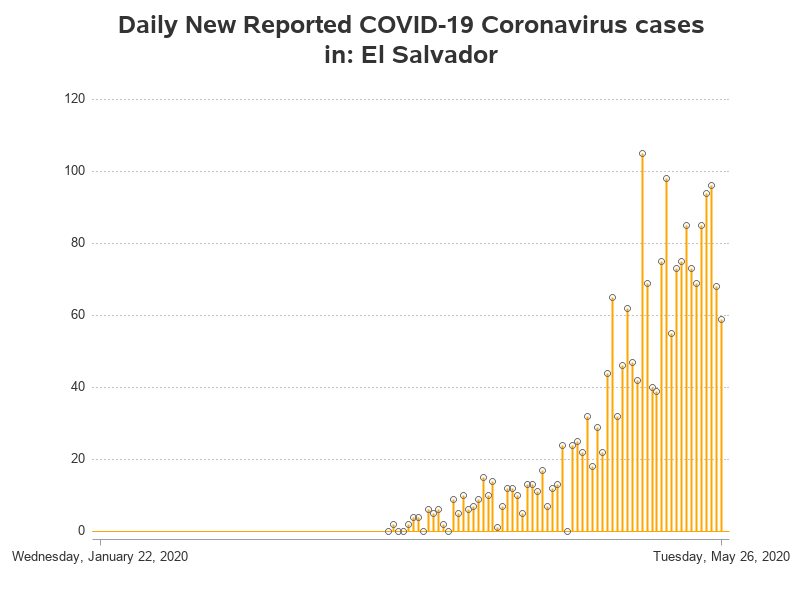 Daily New Reported COVID-19 Coronavirus cases
in: El Salvador
120
100
80
60
40
20
0
Wednesday, January 22, 2020
Tuesday, May 26, 2020